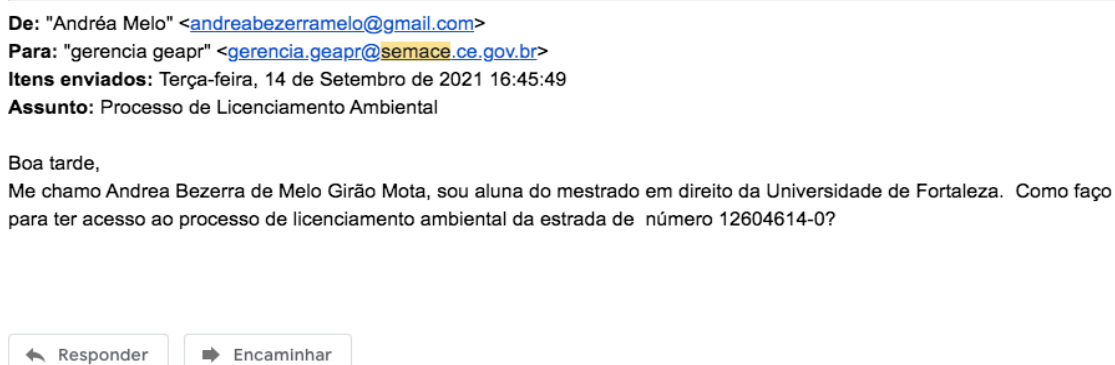 De: "Andréa Melo" <andreabezerramelo@gmail.com>
Para: "gerencia geapr" <gerencia.geapr@semace.ce.gov.br>
Itens enviados: Terça-feira, 14 de Setembro de 2021 16:45:49
Assunto: Processo de Licenciamento Ambiental
Boa tarde,
Me chamo Andrea Bezerra de Melo Girão Mota, sou aluna do mestrado em direito da Universidade de Fortaleza.  Como faço
para ter acesso ao processo de licenciamento ambiental da estrada de  número 12604614-0?
Responder Encaminhar